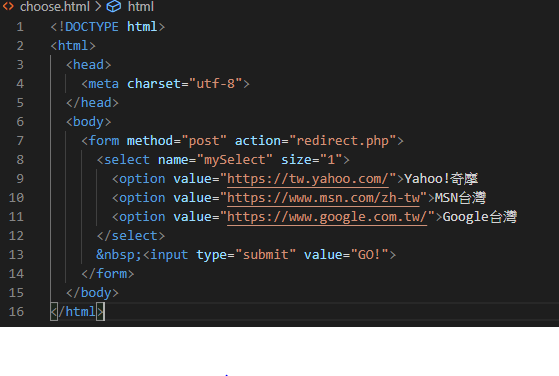 choose.html > html
1 <!DOCTYPE html>
2 <html>
3 <head>
4 <meta charset="utf-8">
5 </head>
6 <body>
7 <form method="post" action="redirect.php">
8 <select name="mySelect" size="1">
9 <option value="https://tw.yahoo.com/">Yahoo!奇摩
10 <option value="https://www.msn.com/zh-tw">MSN台灣
11 <option value="https://www.google.com.tw/">Google台灣
12 </select>
13 &nbsp;<input type="submit" value="GO!">
14 </form>
15 </body>
16 </html>